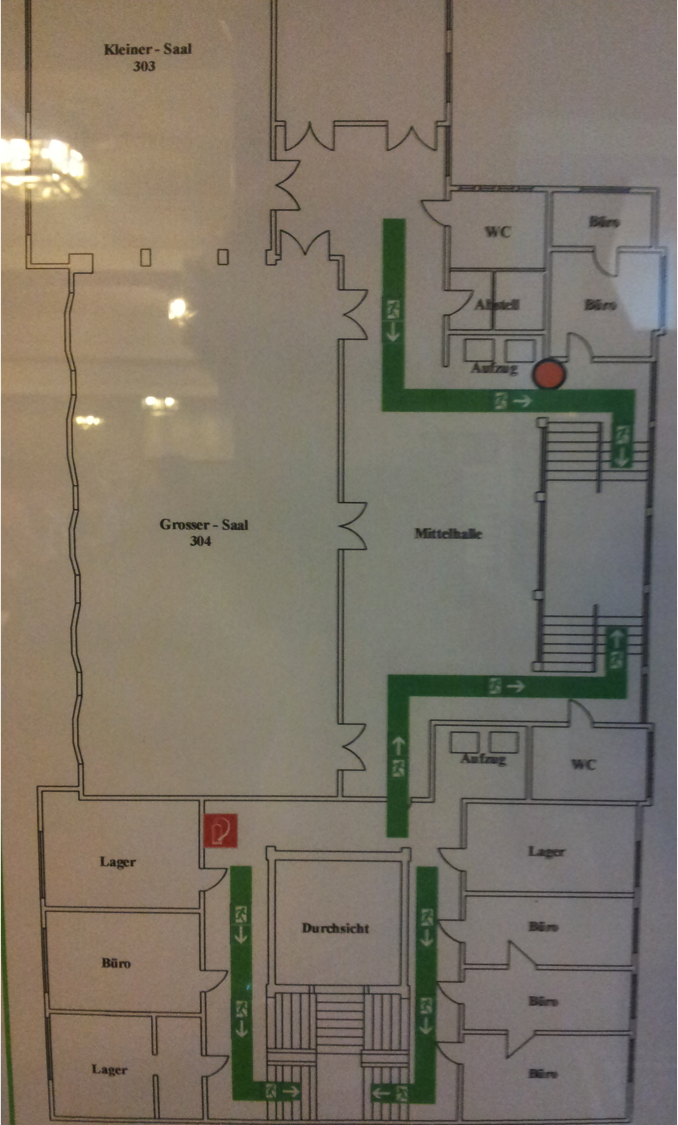 Kleiner - Saal
303
WC
Büro
Abstell
Büro
Aufzug
Grosser - Saal
304
Mittelhalle
Aufzug
WC
Lager
Lager
Durchsicht
Büro
Büro
Büro
Lager
Büro